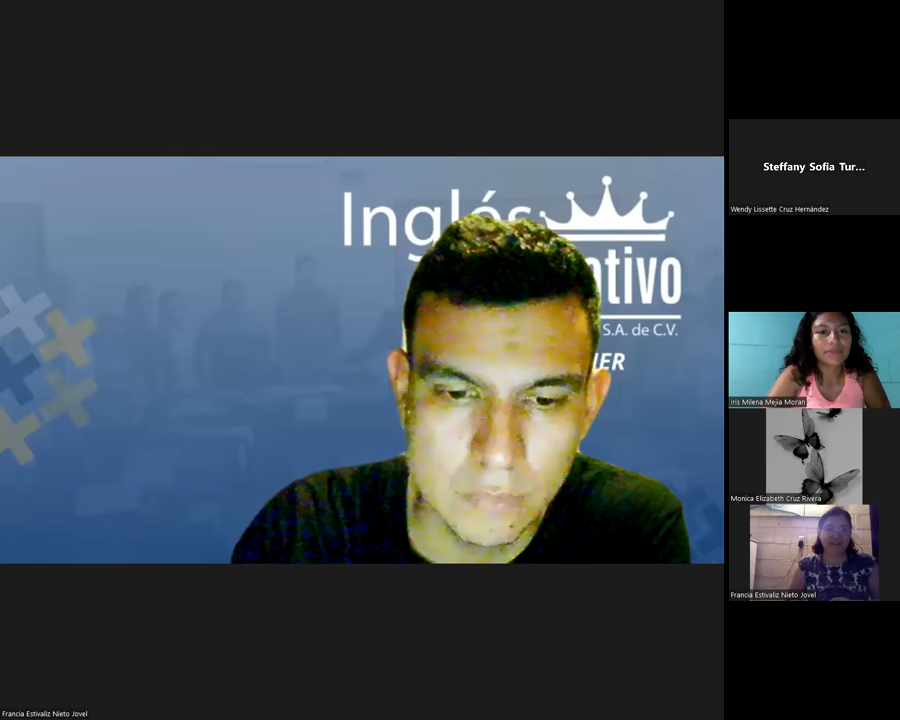 Inglés
tivo
S.A. de C.V.
Steffany Sofia Tur...
Wendy Lissette Cruz Hernández
Iris Milena Mejia Moran
Monica Elizabeth Cruz Rivera
Francia Estivaliz Nieto Jovel
Francia Estivaliz Nieto Jovel